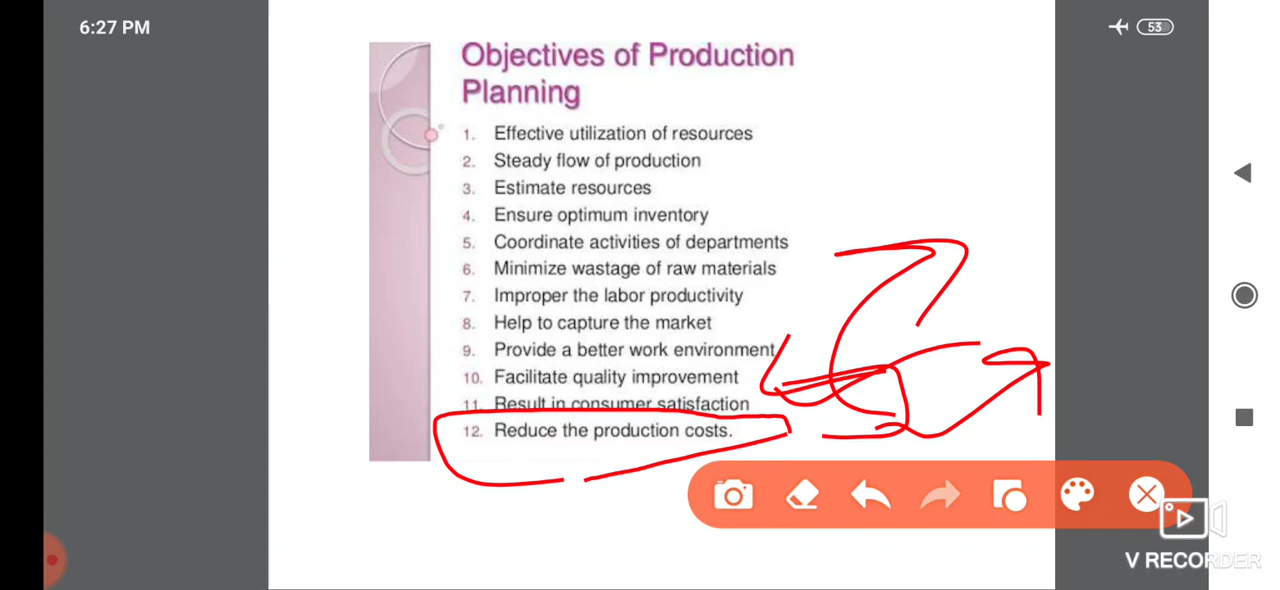 6:27 PM
53
Objectives of Production
Planning
1. Effective utilization of resources
2. Steady flow of production
3. Estimate resources
4. Ensure optimum inventory
5. Coordinate activities of departments
6. Minimize wastage of raw materials
7. Improper the labor productivity
8. Help to capture the market
9. Provide a better work environment
10. Facilitate quality improvement
11. Result in consumer satisfaction
12. Reduce the production costs.
V RECORDER